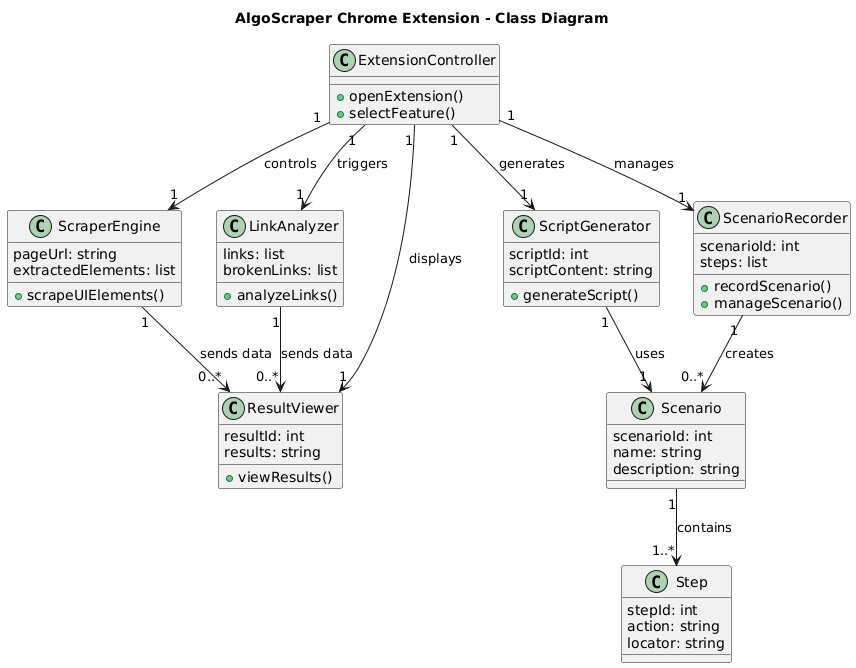 AlgoScraper Chrome Extension - Class Diagram
C ExtensionController
openExtension()
selectFeature()
1
1
1
1
1
controls
triggers
generates
manages
1
1
1
1
C ScraperEngine
pageUrl: string
extractedElements: list
scrapeUIElements()
C LinkAnalyzer
links: list
brokenLinks: list
analyzeLinks()
displays
C ScriptGenerator
scriptId: int
scriptContent: string
generateScript()
C ScenarioRecorder
scenarioId: int
steps: list
recordScenario()
manageScenario()
1
1
1
1
sends data
sends data
uses
creates
0..*
0..*
1
1
0..*
C ResultViewer
resultId: int
results: string
viewResults()
C Scenario
scenarioId: int
name: string
description: string
1
contains
1..*
C Step
stepId: int
action: string
locator: string